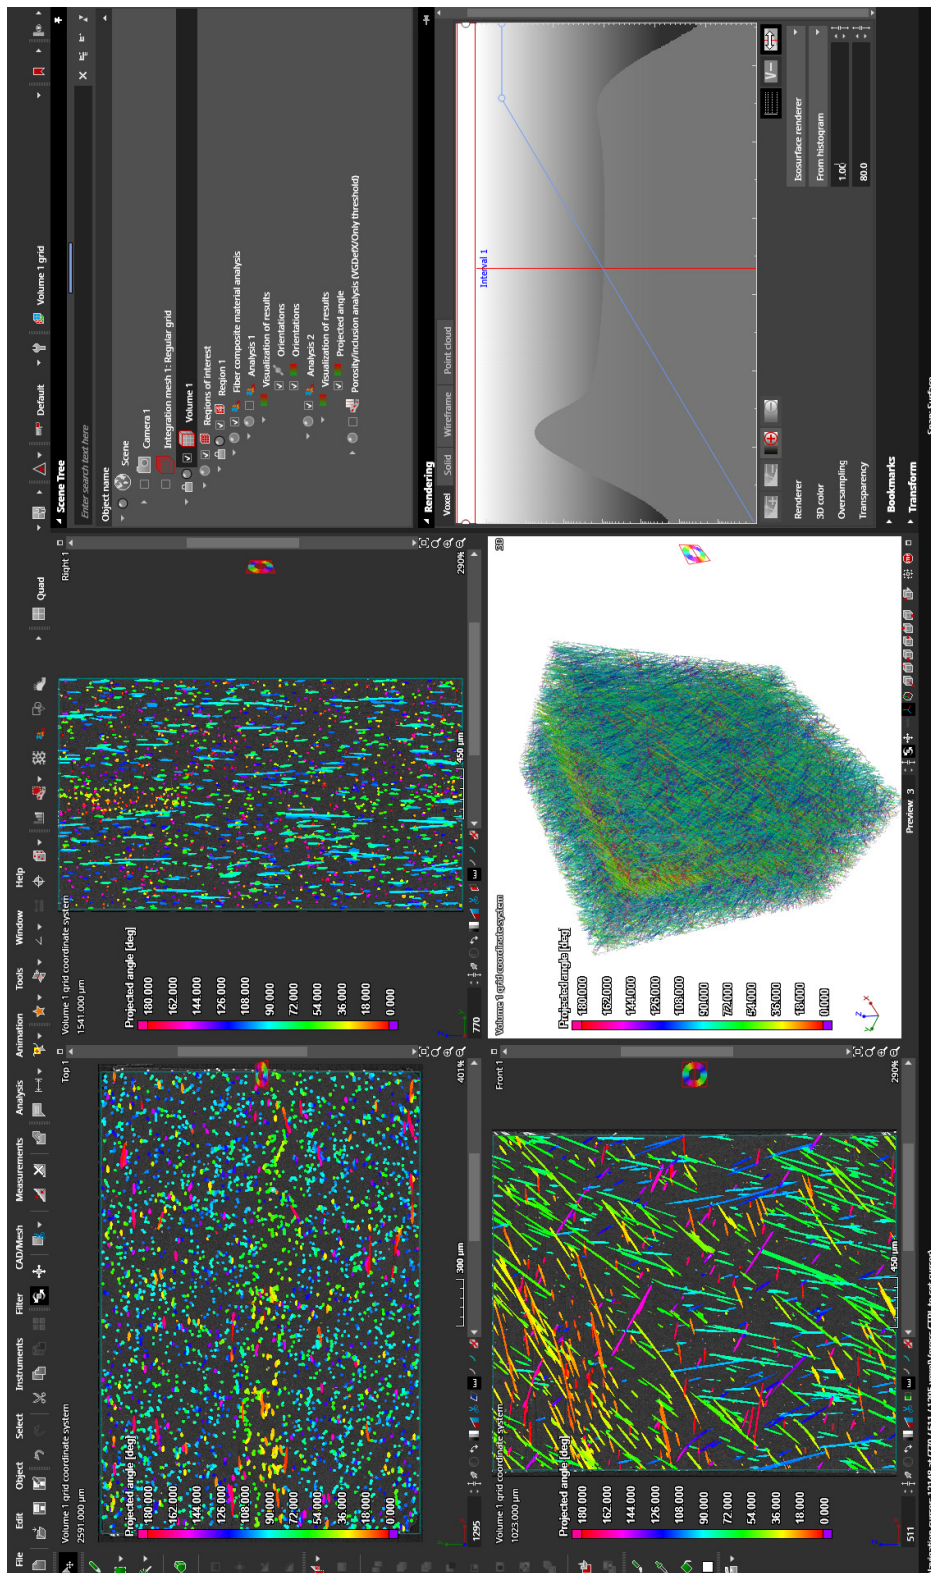 File Edit Object Select Instruments Filter CAD/Mesh Measurements Analysis Animation Tools Window Help
Quad
Default
Volume 1 grid
Volume 1 grid coordinate system
2591.000 µm
Top 1
Projected angle [deg]
180.000
162.000
144.000
126.000
108.000
90.000
72.000
54.000
36.000
18.000
0.000
300 µm
401%
1295
Volume 1 grid coordinate system
1541.000 µm
Right 1
Projected angle [deg]
180.000
162.000
144.000
126.000
108.000
90.000
72.000
54.000
36.000
18.000
0.000
450 µm
290%
770
Volume 1 grid coordinate system
1023.000 µm
Front 1
Projected angle [deg]
180.000
162.000
144.000
126.000
108.000
90.000
72.000
54.000
36.000
18.000
0.000
450 µm
290%
511
Volume 1 grid coordinate system
3D
Projected angle [deg]
180.000
162.000
144.000
126.000
108.000
90.000
72.000
54.000
36.000
18.000
0.000
Preview 3
Scene Tree
Enter search text here
Object name
Scene
Camera 1
Integration mesh 1: Regular grid
Volume 1
Regions of interest
Region 1
Fiber composite material analysis
Analysis 1
Visualization of results
Orientations
Orientations
Analysis 2
Visualization of results
Projected angle
Porosity/Inclusion analysis (VGDefX/Only threshold)
Rendering
Voxel Solid Wireframe Point cloud
Interval 1
Renderer Isosurface renderer
3D color From histogram
Oversampling 1.00
Transparency 80.0
Bookmarks
Transform